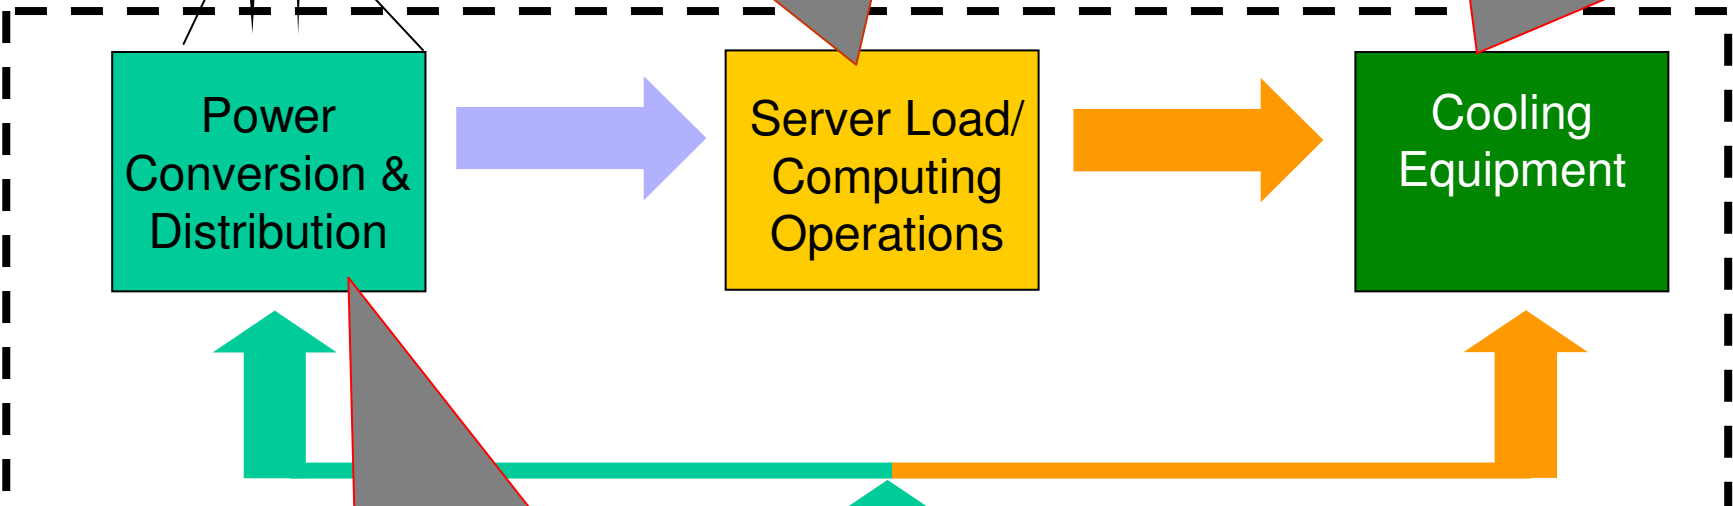 Power
Conversion &
Distribution
Server Load/
Computing
Operations
Cooling
Equipment